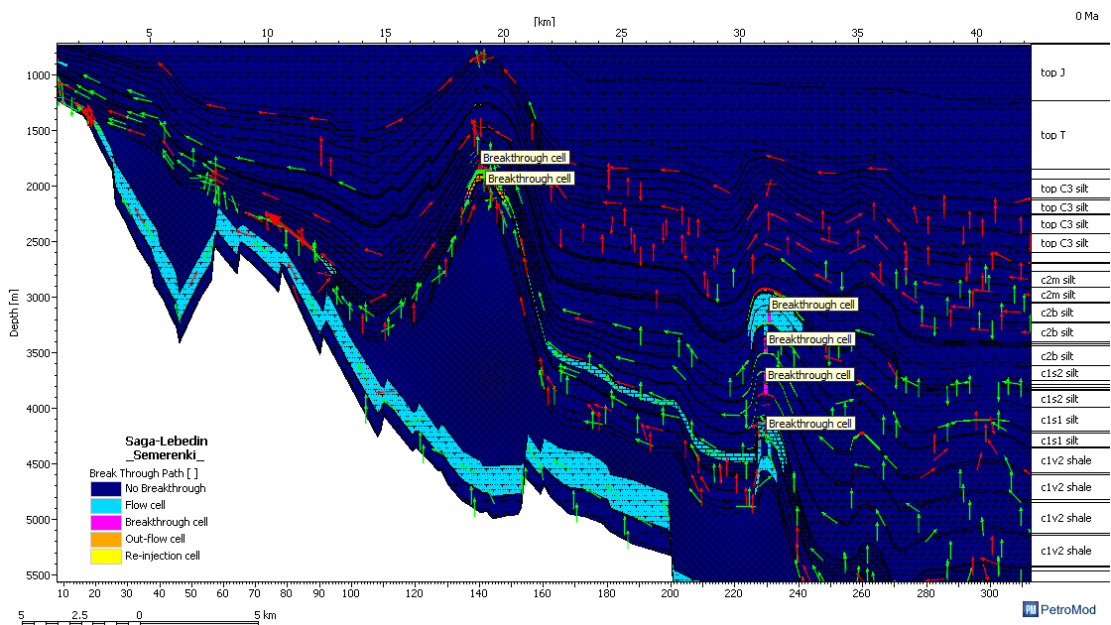 [km]
0 Ma
5 10 15 20 25 30 35 40
top J
1000
top T
1500
Breakthrough cell
Breakthrough cell
2000
top C3 silt
top C3 silt
top C3 silt
2500
top C3 silt
Depth [m]
c2m silt
3000
c2m silt
Breakthrough cell
c2b silt
c2b silt
Breakthrough cell
3500
c2b silt
c1s2 silt
Breakthrough cell
c1s2 silt
4000
c1s1 silt
Breakthrough cell
c1s1 silt
Saga-Lebedin
_Semerenki_
4500
c1v2 shale
Break Through Path [ ]
No Breakthrough
c1v2 shale
Flow cell
5000
Breakthrough cell
c1v2 shale
Out-flow cell
Re-injection cell
c1v2 shale
5500
10 20 40 60 80 100 120 140 160 180 200 220 240 260 280 300
5 2.5 0 5 km
PM PetroMod